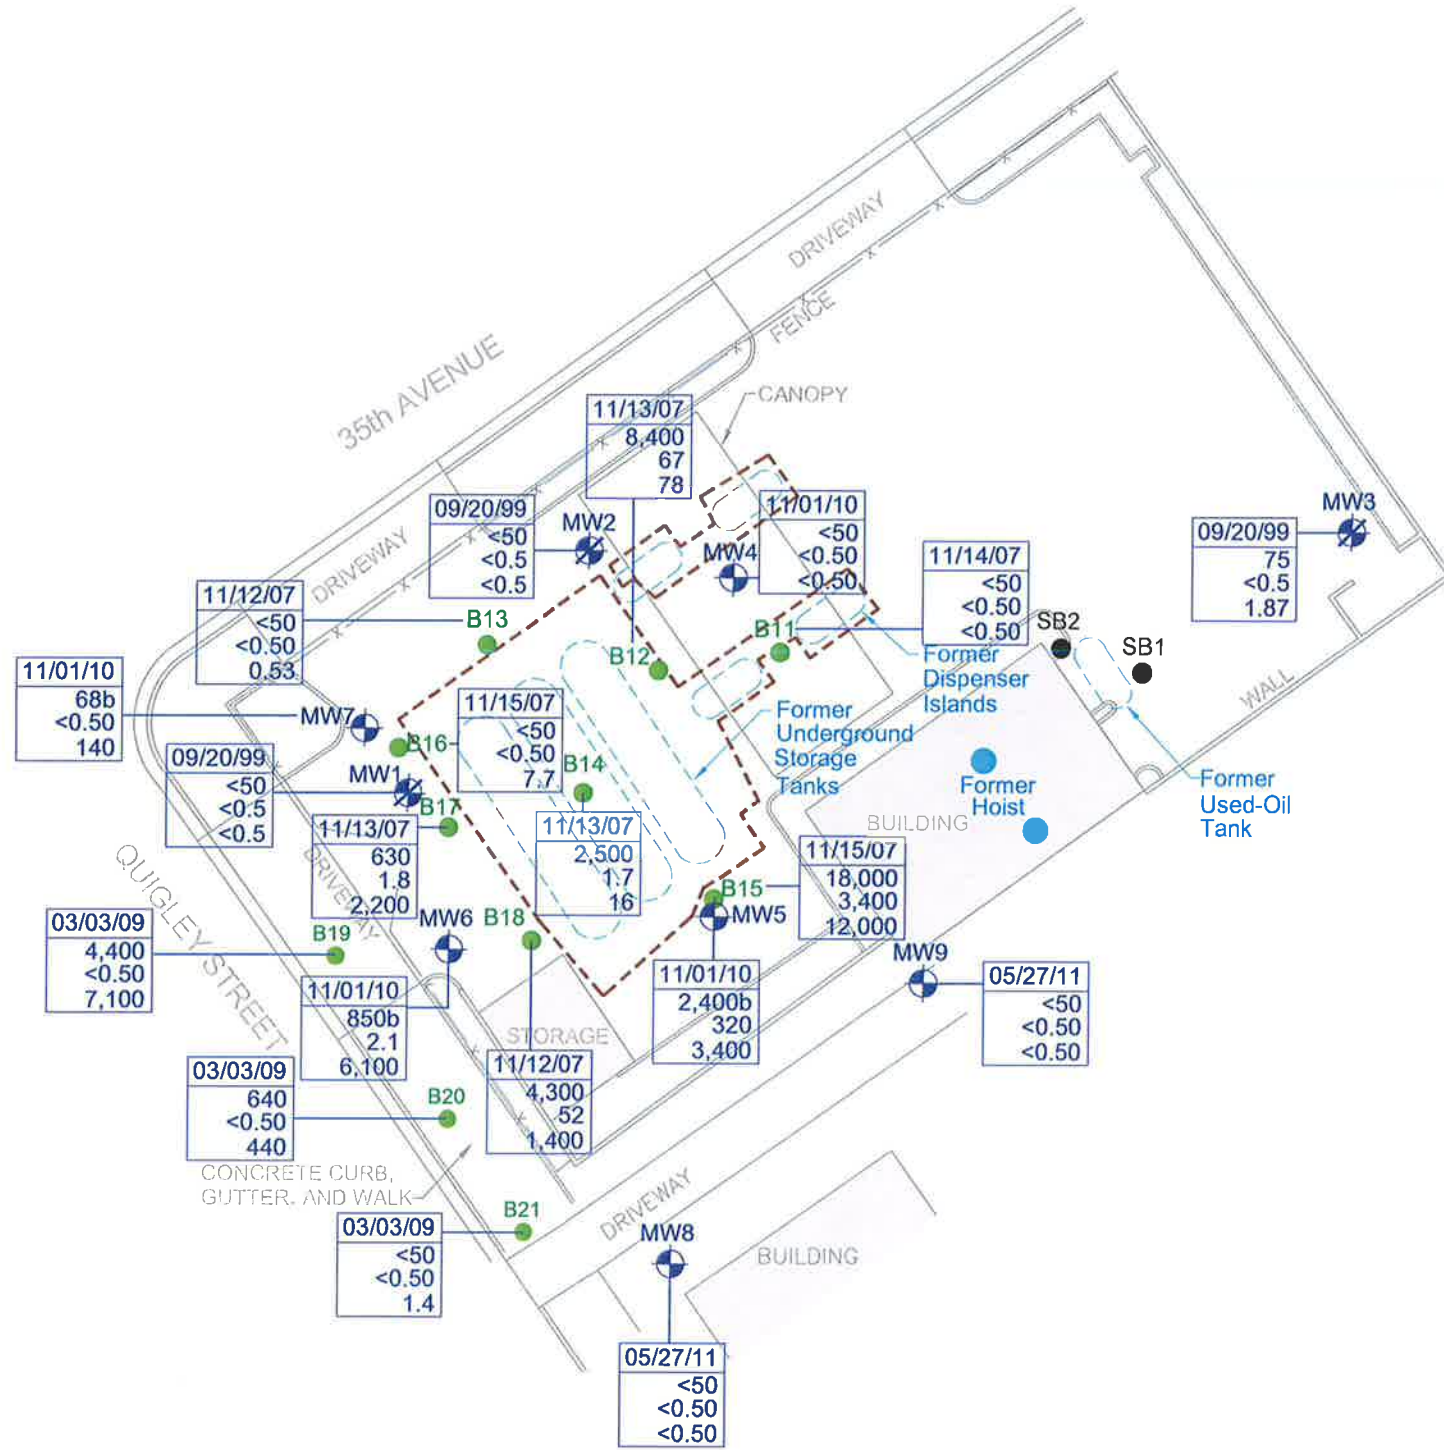 DRIVEWAY
FENCE
35th AVENUE
CANOPY
11/13/07
8,400
67
78
09/20/99
<50
<0.5
<0.5
MW2
11/01/10
<50
<0.50
<0.50
MW4
11/14/07
<50
<0.50
<0.50
MW3
09/20/99
75
<0.5
1.87
DRIVEWAY
11/12/07
<50
<0.50
0.53
B13
B12
B11
SB2
SB1
Former
Dispenser
Islands
WALL
11/01/10
68b
<0.50
140
MW7
B16
11/15/07
<50
<0.50
7.7
Former
Underground
Storage
Tanks
09/20/99
<50
<0.5
<0.5
MW1
B17
B14
Former
Hoist
Former
Used-Oil
Tank
BUILDING
11/13/07
630
1.8
2,200
11/13/07
2,500
1.7
16
11/15/07
18,000
3,400
12,000
B15
MW5
QUIGLEY STREET
DRIVEWAY
03/03/09
4,400
<0.50
7,100
B19
MW6
B18
11/01/10
850b
2.1
6,100
11/01/10
2,400b
320
3,400
MW9
05/27/11
<50
<0.50
<0.50
STORAGE
11/12/07
4,300
52
1,400
03/03/09
640
<0.50
440
B20
CONCRETE CURB,
GUTTER, AND WALK
B21
03/03/09
<50
<0.50
1.4
DRIVEWAY
MW8
BUILDING
05/27/11
<50
<0.50
<0.50